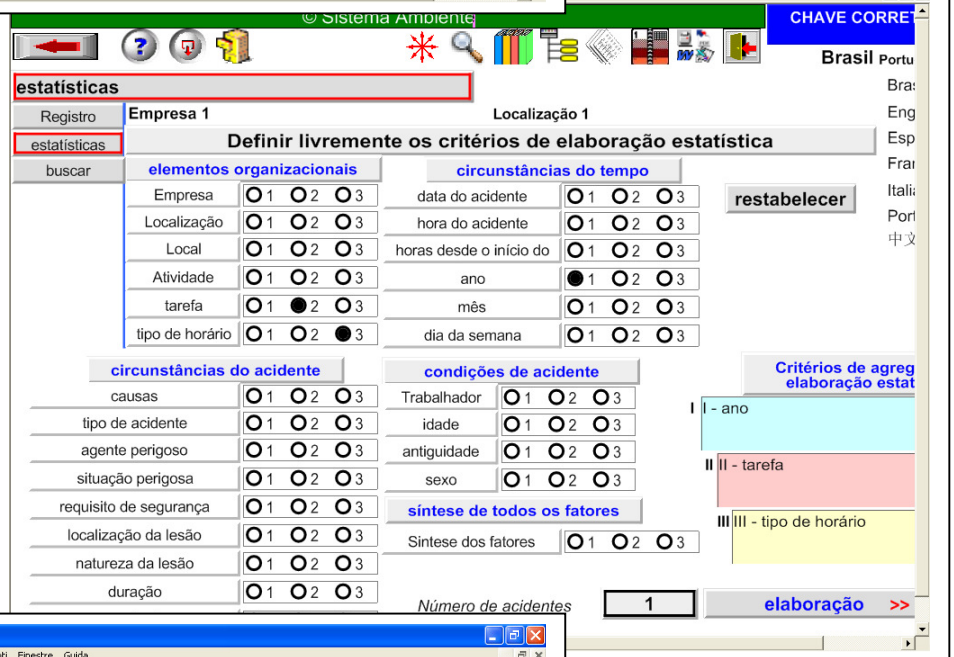 © Sistema Ambiente
CHAVE CORRET
Brasil Portu
estatísticas
Bras
Registro
Empresa 1
Localização 1
Eng
estatísticas
Definir livremente os critérios de elaboração estatística
Esp
buscar
elementos organizacionais
circunstâncias do tempo
Fran
Empresa 1 2 3
data do acidente 1 2 3
restabelecer
Italia
Localização 1 2 3
hora do acidente 1 2 3
Port
Local 1 2 3
horas desde o início do 1 2 3
中文
Atividade 1 2 3
ano 1 2 3
tarefa 1 2 3
mês 1 2 3
tipo de horário 1 2 3
dia da semana 1 2 3
circunstâncias do acidente
condições de acidente
Critérios de agreg
elaboração estat
causas 1 2 3
Trabalhador 1 2 3
I I - ano
tipo de acidente 1 2 3
idade 1 2 3
agente perigoso 1 2 3
antiguidade 1 2 3
II II - tarefa
situação perigosa 1 2 3
sexo 1 2 3
requisito de segurança 1 2 3
síntese de todos os fatores
III III - tipo de horário
localização da lesão 1 2 3
Sintese dos fatores 1 2 3
natureza da lesão 1 2 3
duração 1 2 3
Número de acidentes 1
elaboração >>
nti Finestre Guida